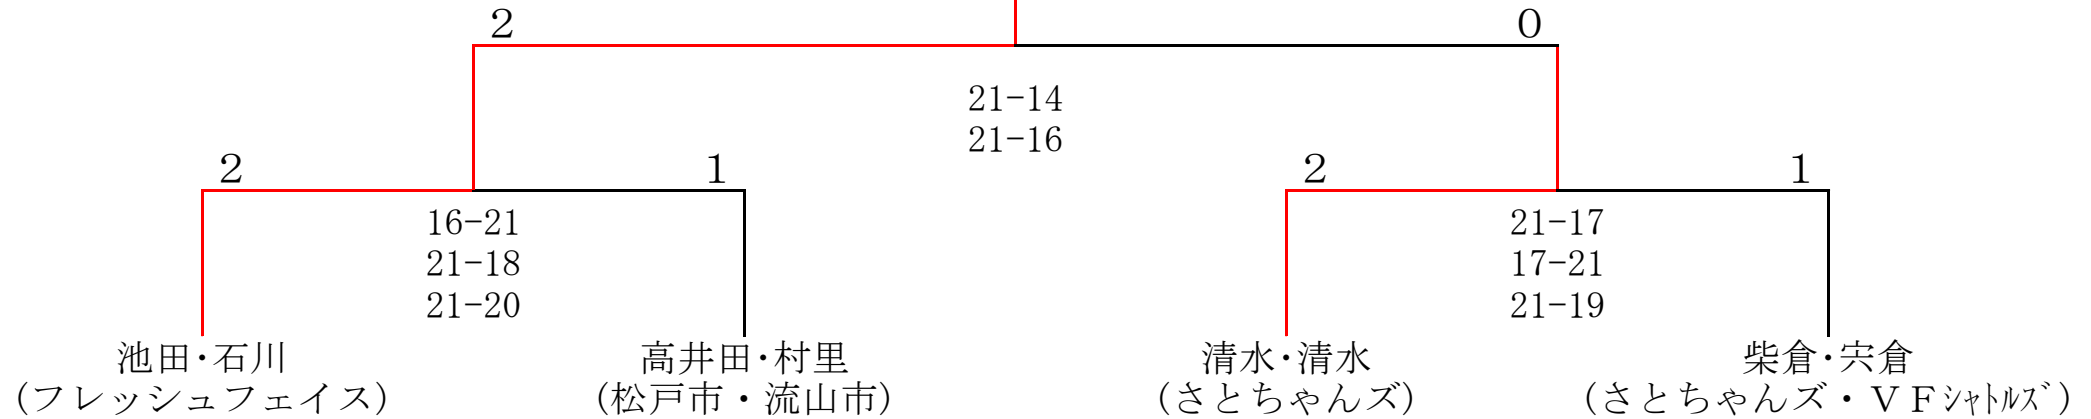 ２ ０
21-14
21-16
２ １ ２ １
16-21
21-18
21-20
21-17
17-21
21-19
池田・石川
(フレッシュフェイス)
高井田・村里
(松戸市・流山市)
清水・清水
(さとちゃんズ)
柴倉・宍倉
(さとちゃんズ・ＶＦｼｬﾄﾙｽﾞ)